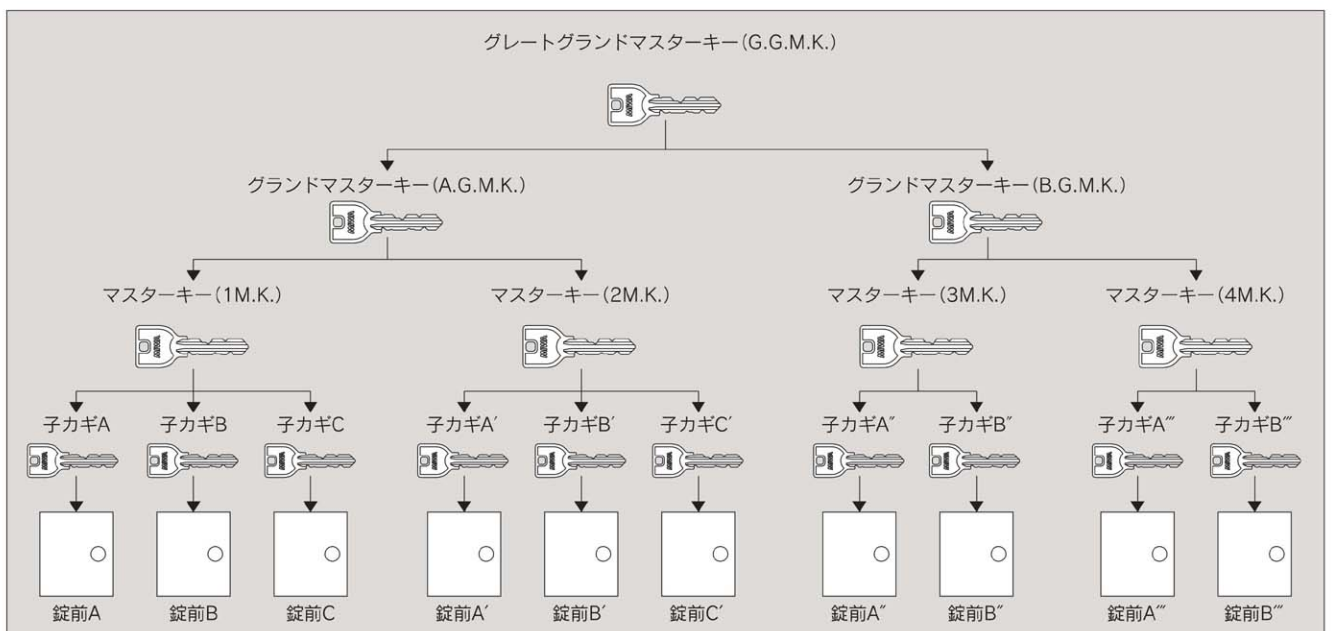 グレートグランドマスターキー(G.G.M.K.)
グランドマスターキー(A.G.M.K.)
グランドマスターキー(B.G.M.K.)
マスターキー(1M.K.)
マスターキー(2M.K.)
マスターキー(3M.K.)
マスターキー(4M.K.)
子カギA
子カギB
子カギC
子カギA′
子カギB′
子カギC′
子カギA″
子カギB″
子カギA‴
子カギB‴
錠前A
錠前B
錠前C
錠前A′
錠前B′
錠前C′
錠前A″
錠前B″
錠前A‴
錠前B‴